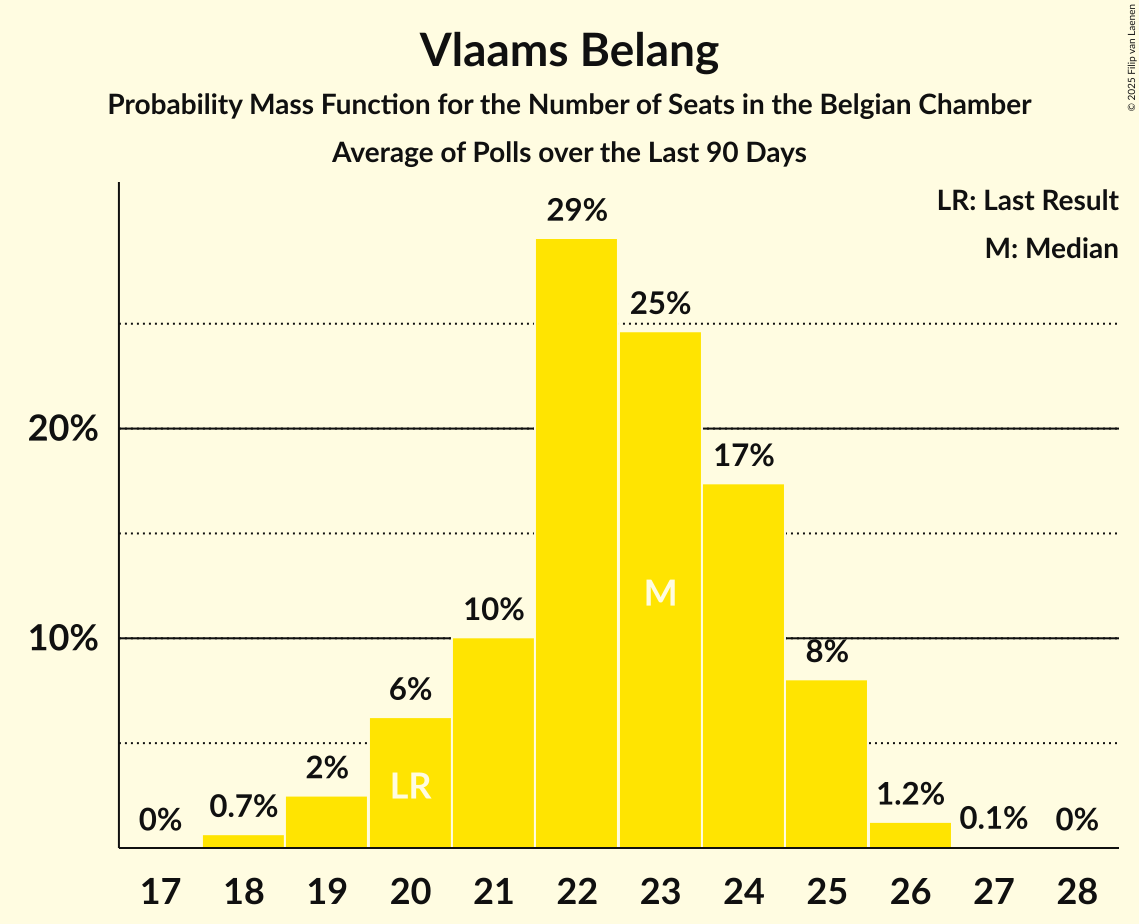 Vlaams Belang
Probability Mass Function for the Number of Seats in the Belgian Chamber
Average of Polls over the Last 90 Days
© 2025 Filip van Laenen
LR: Last Result
M: Median
20%
10%
0%
0.7%
2%
6%
10%
29%
25%
17%
8%
1.2%
0.1%
0%
LR
M
17 18 19 20 21 22 23 24 25 26 27 28